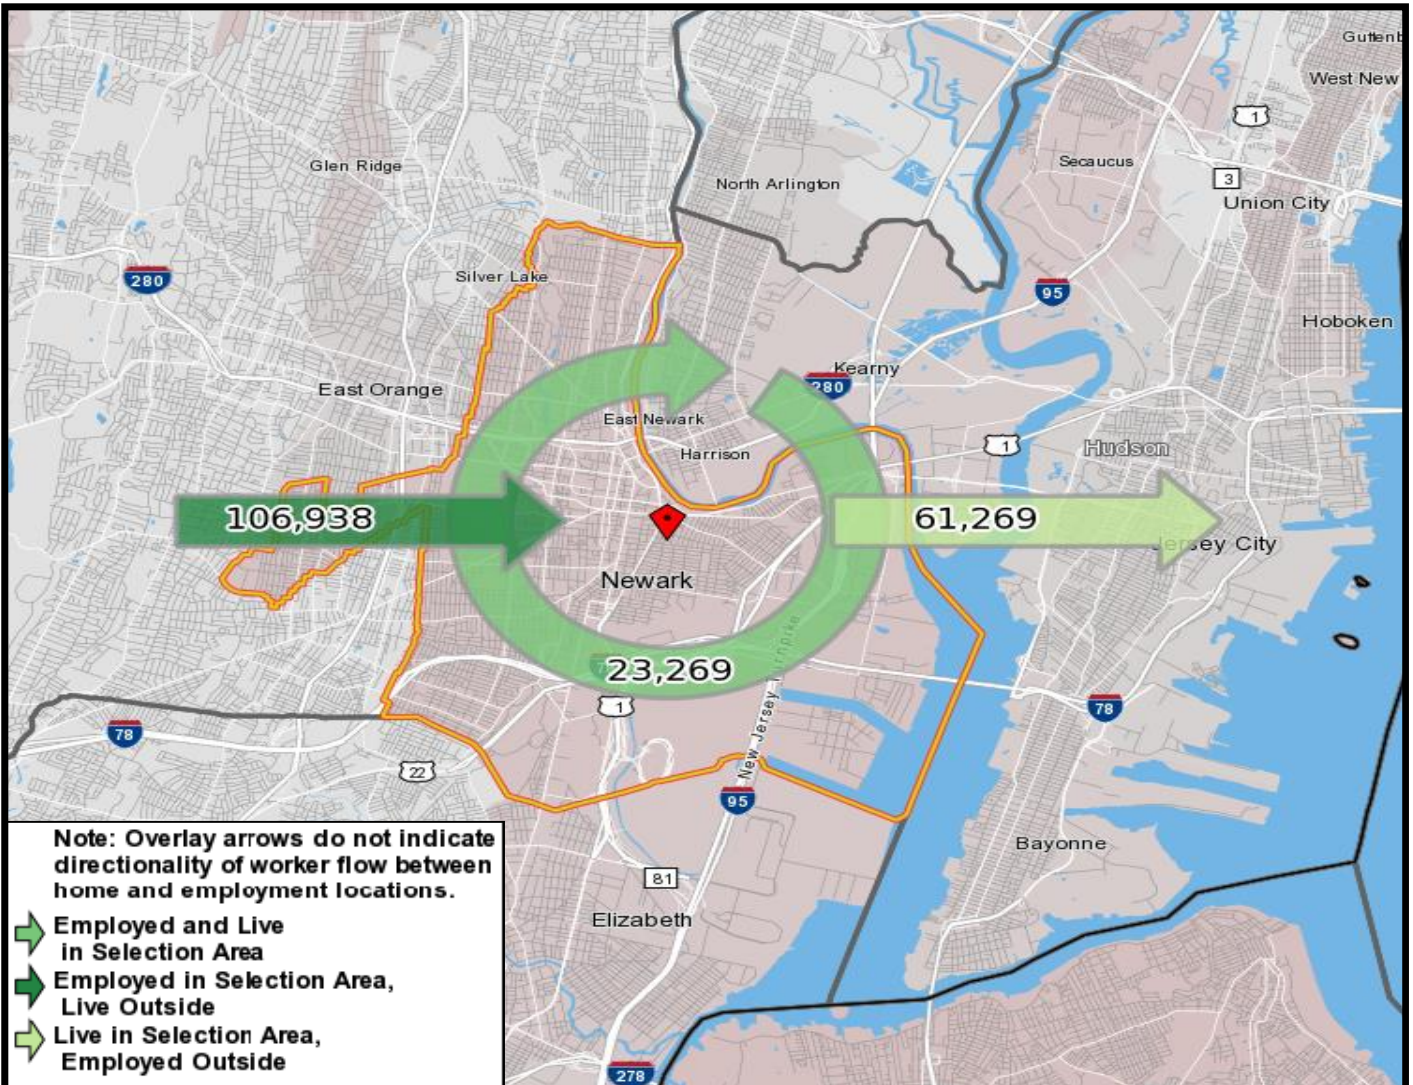 Guttenb
West New
1
Glen Ridge
Secaucus
North Arlington
3
Union City
280
Silver Lake
95
Hoboken
Kearny
280
East Orange
East Newark
1
Hudson
Harrison
106,938
61,269
Jersey City
Newark
23,269
New Jersey Turnpike
1
78
78
22
95
Note: Overlay arrows do not indicate
directionality of worker flow between
home and employment locations.
Bayonne
81
Elizabeth
Employed and Live
in Selection Area
Employed in Selection Area,
Live Outside
Live in Selection Area,
Employed Outside
278